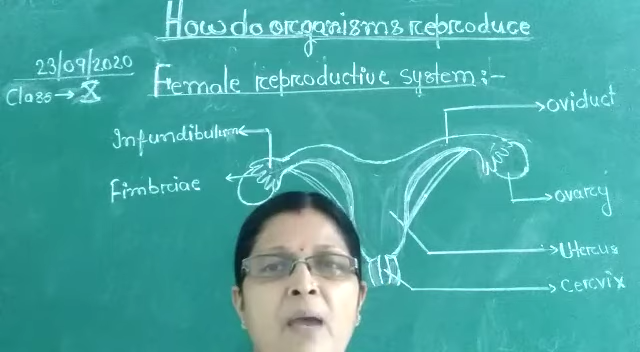 How do organisms reproduce
23/09/2020
Class → X
Female reproductive system :-
oviduct
Infundibulum
Fimbriae
ovary
Uterus
Cervix